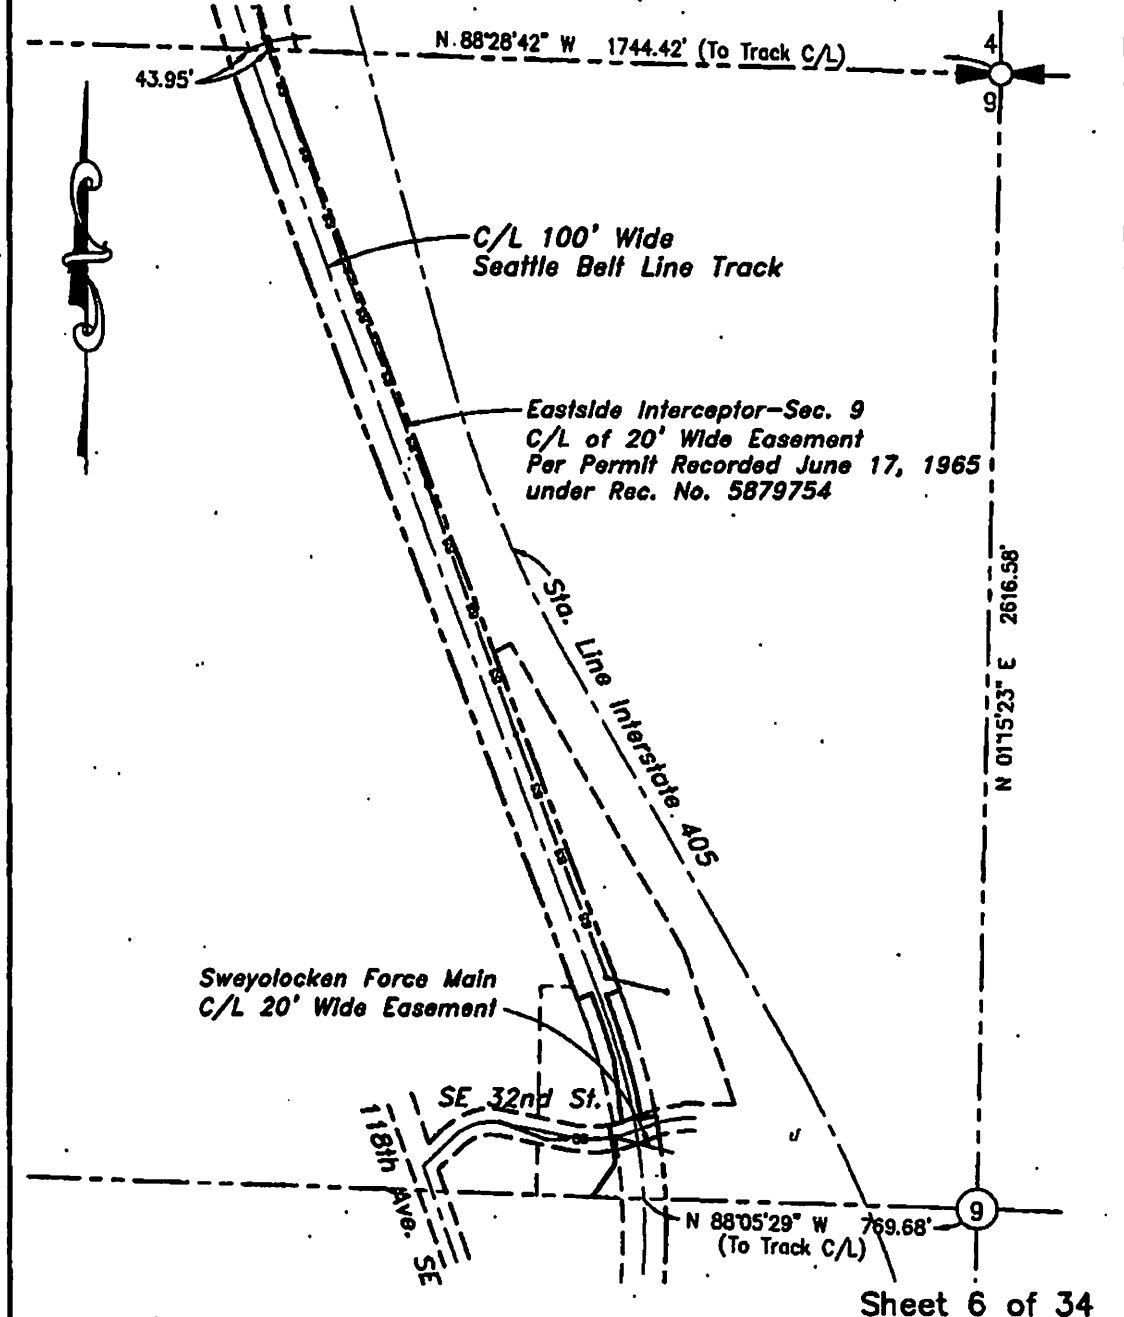 N 88°28'42" W 1744.42' (To Track C/L)
4
9
43.95'
C/L 100' Wide
Seattle Belt Line Track
Eastside Interceptor-Sec. 9
C/L of 20' Wide Easement
Per Permit Recorded June 17, 1965
under Rec. No. 5879754
Sta. Line Interstate 405
N 01°15'23" E 2616.58'
Sweyolocken Force Main
C/L 20' Wide Easement
SE 32nd St.
118th Ave. SE
N 88°05'29" W 769.68'
(To Track C/L)
9
Sheet 6 of 34